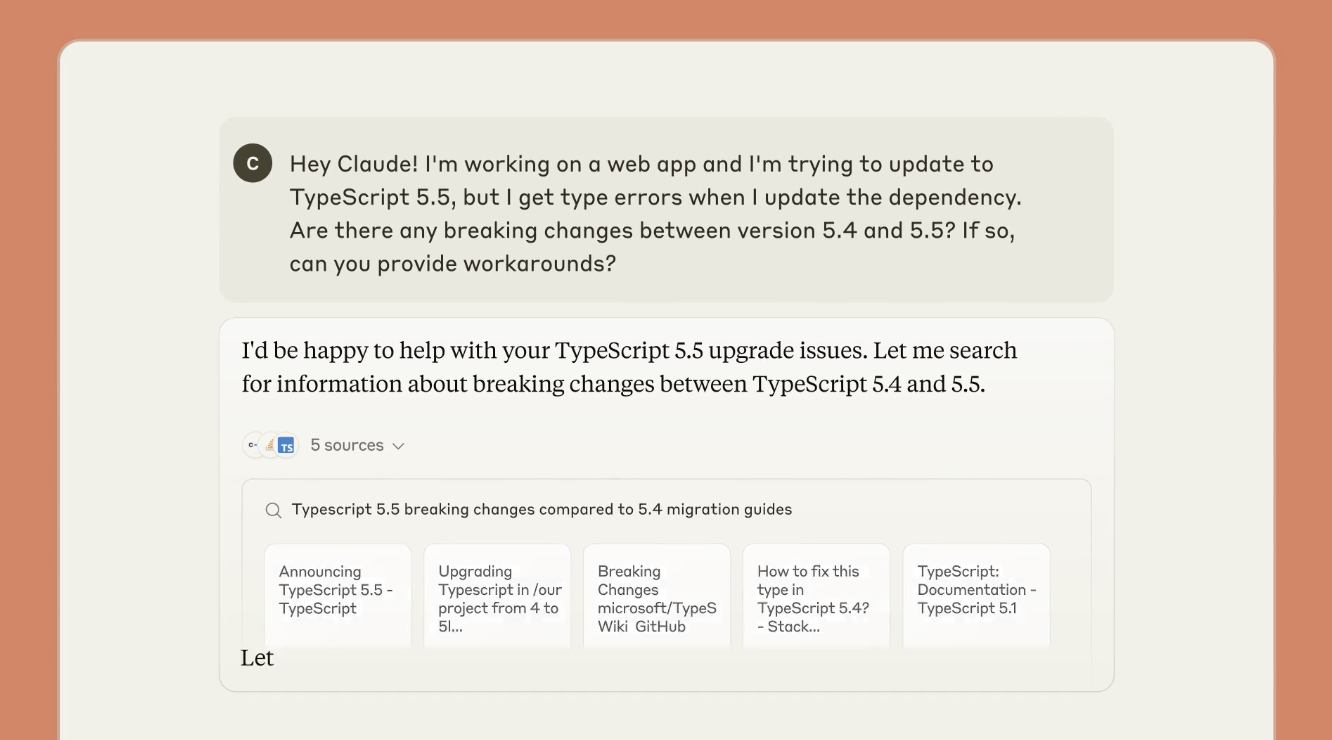 C
Hey Claude! I'm working on a web app and I'm trying to update to
TypeScript 5.5, but I get type errors when I update the dependency.
Are there any breaking changes between version 5.4 and 5.5? If so,
can you provide workarounds?
I'd be happy to help with your TypeScript 5.5 upgrade issues. Let me search
for information about breaking changes between TypeScript 5.4 and 5.5.
C-
TS
5 sources
Typescript 5.5 breaking changes compared to 5.4 migration guides
Announcing
TypeScript 5.5 -
TypeScript
Upgrading
Typescript in /our
project from 4 to
5l...
Breaking
Changes
microsoft/TypeS
Wiki GitHub
How to fix this
type in
TypeScript 5.4?
- Stack...
TypeScript:
Documentation -
TypeScript 5.1
Let